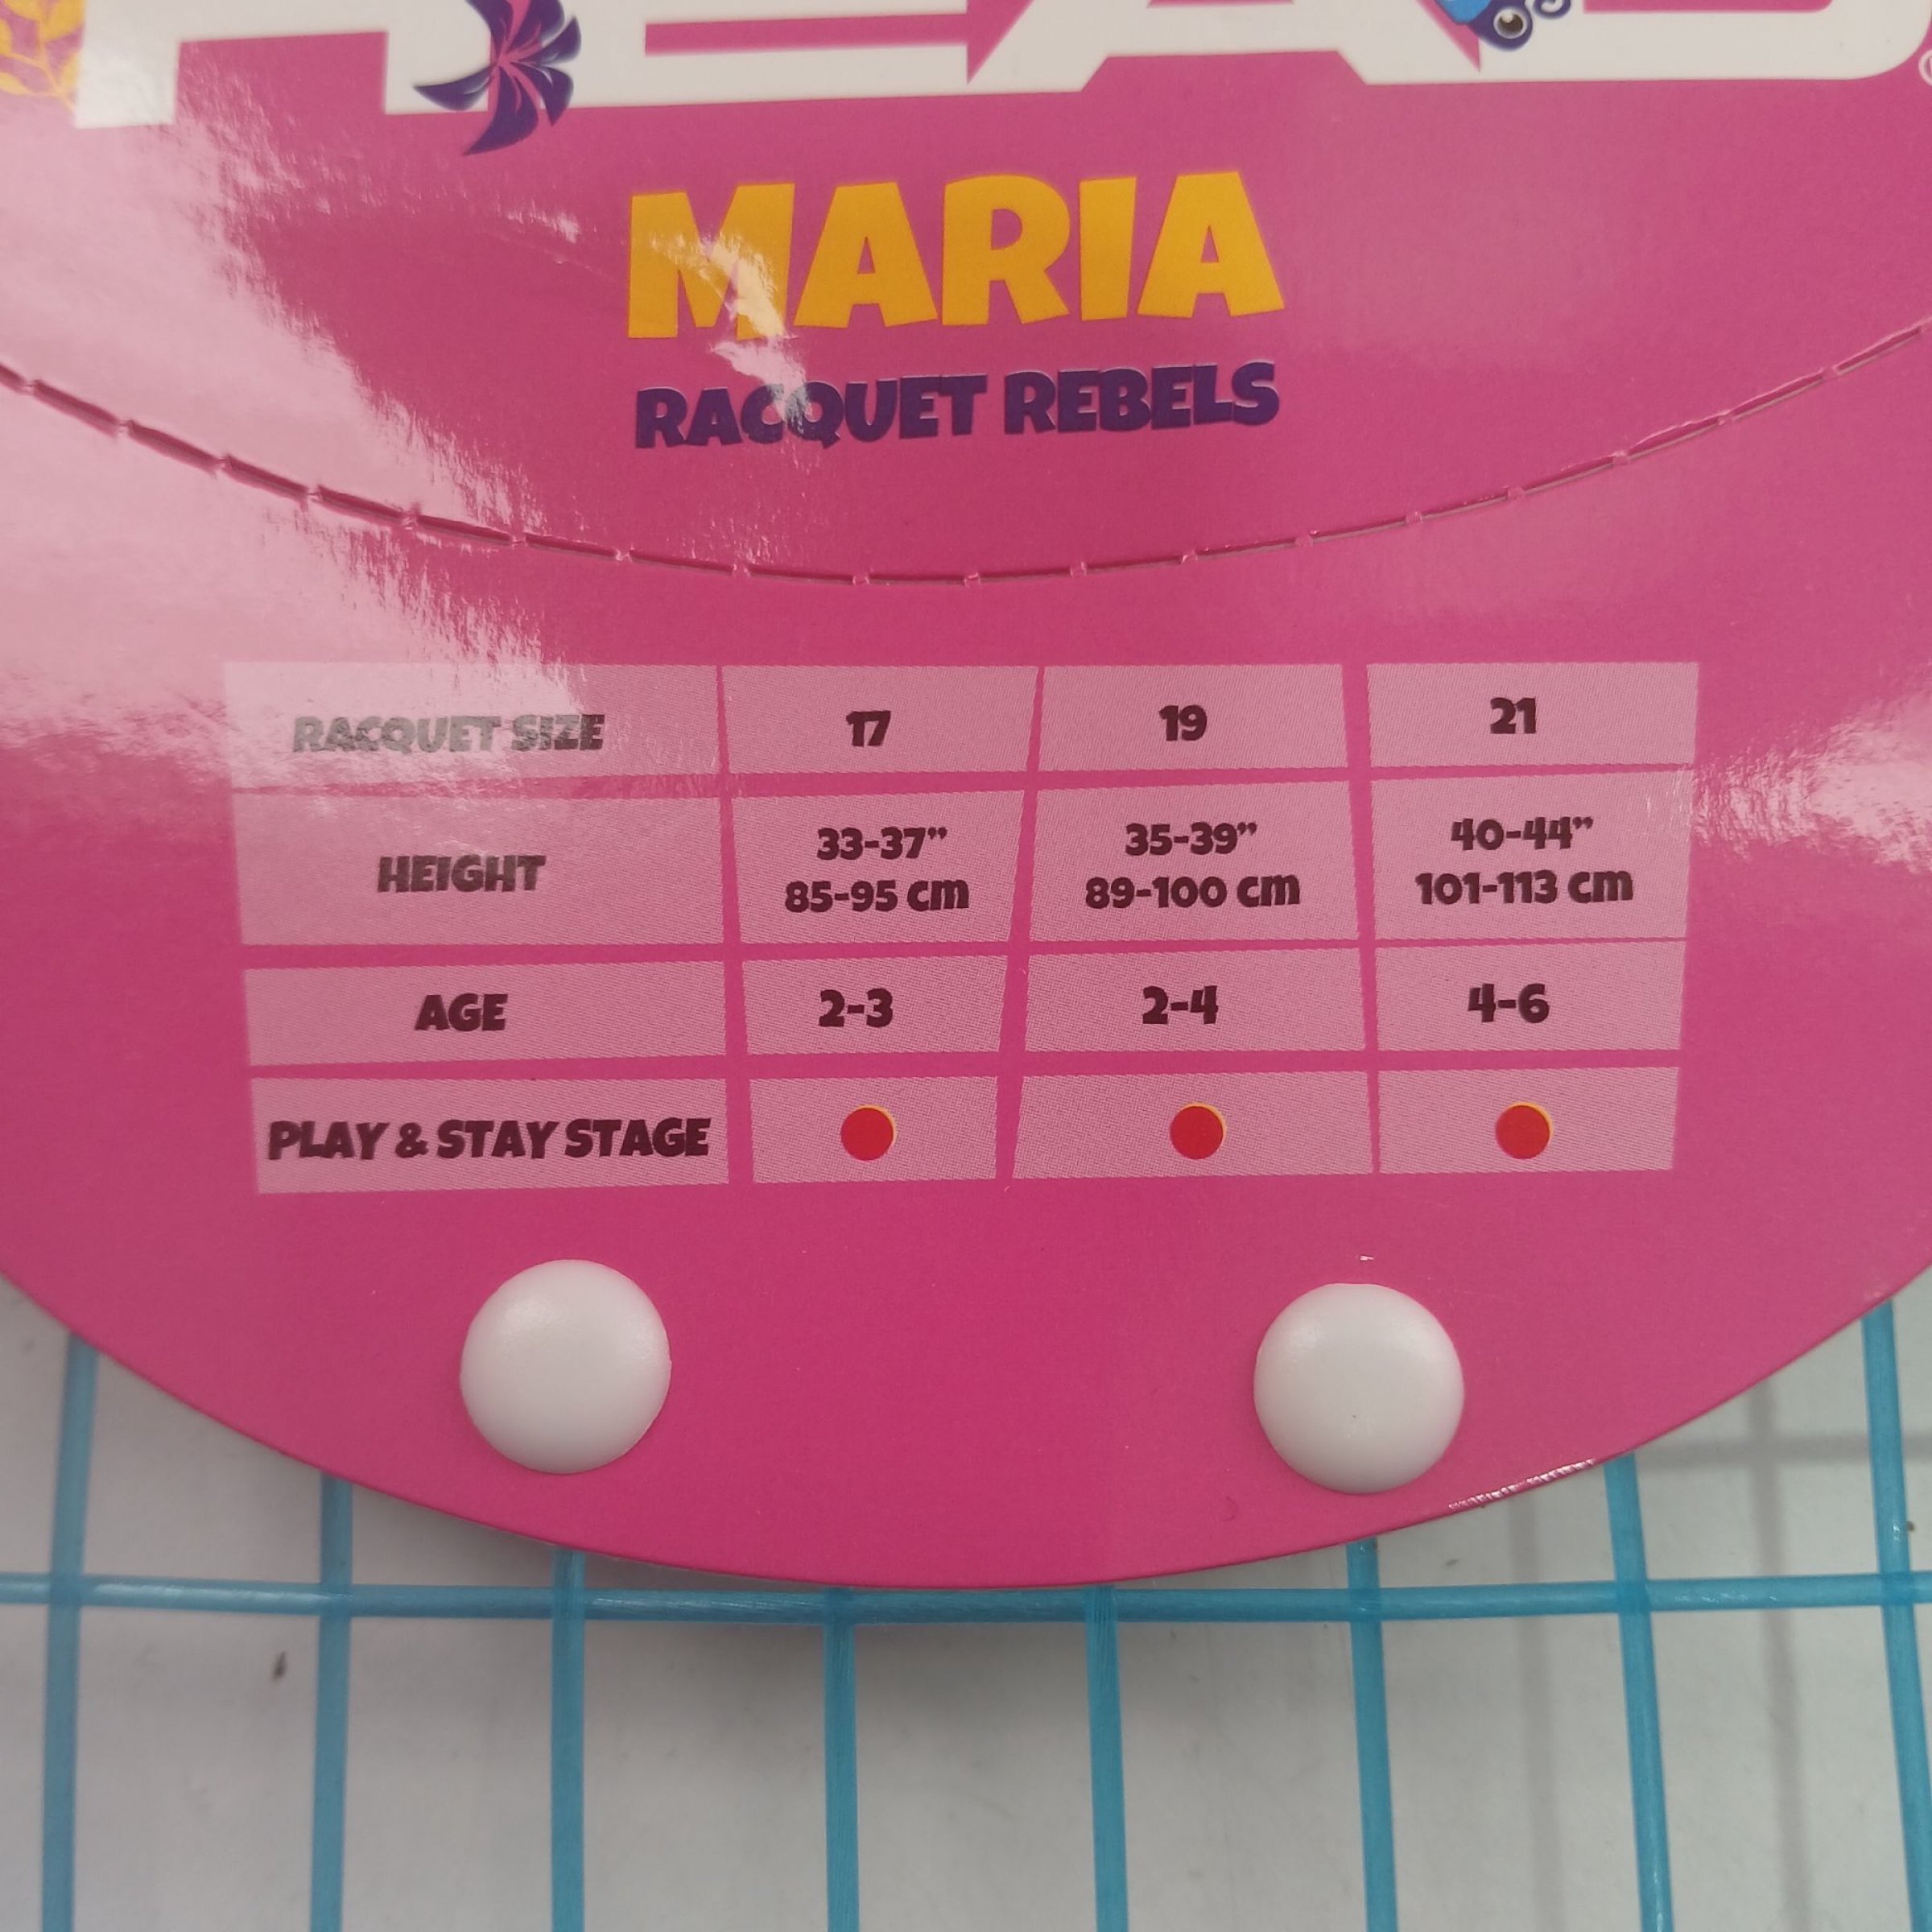 HEAD
MARIA
RACQUET REBELS
RACQUET SIZE 17 19 21
HEIGHT 33-37” 35-39” 40-44”
85-95 cm 89-100 cm 101-113 cm
AGE 2-3 2-4 4-6
PLAY & STAY STAGE